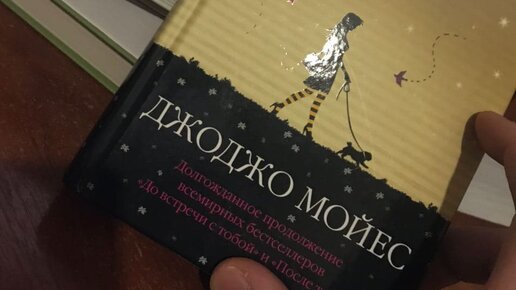 ДЖОДЖО МОЙЕС
Долгожданное продолжение
всемирных бестселлеров
«До встречи с тобой» и «После